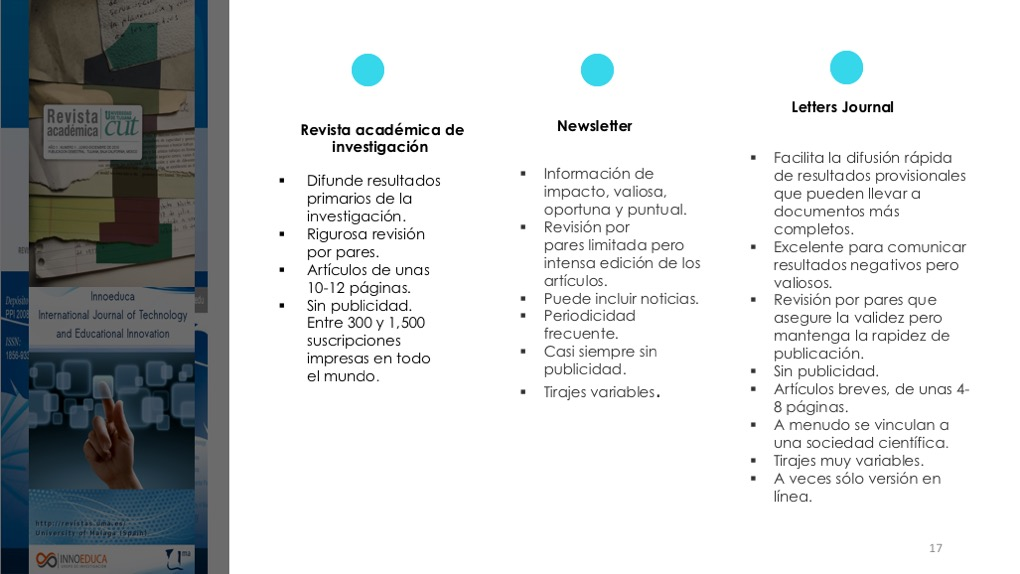 Revista
académica
cut
Innoeduca
International Journal of Technology
and Educational Innovation
Depósito
PPI 2008
ISSN:
http://revistas.uma.es/
University of Malaga (Spain)
INNOEDUCA
uma
Revista académica de
investigación
▪ Difunde resultados
primarios de la
investigación.
▪ Rigurosa revisión
por pares.
▪ Artículos de unas
10-12 páginas.
▪ Sin publicidad.
Entre 300 y 1,500
suscripciones
impresas en todo
el mundo.
Newsletter
▪ Información de
impacto, valiosa,
oportuna y puntual.
▪ Revisión por
pares limitada pero
intensa edición de los
artículos.
▪ Puede incluir noticias.
▪ Periodicidad
frecuente.
▪ Casi siempre sin
publicidad.
▪ Tirajes variables.
Letters Journal
▪ Facilita la difusión rápida
de resultados provisionales
que pueden llevar a
documentos más
completos.
▪ Excelente para comunicar
resultados negativos pero
valiosos.
▪ Revisión por pares que
asegure la validez pero
mantenga la rapidez de
publicación.
▪ Sin publicidad.
▪ Artículos breves, de unas 4-
8 páginas.
▪ A menudo se vinculan a
una sociedad científica.
▪ Tirajes muy variables.
▪ A veces sólo versión en
línea.
17